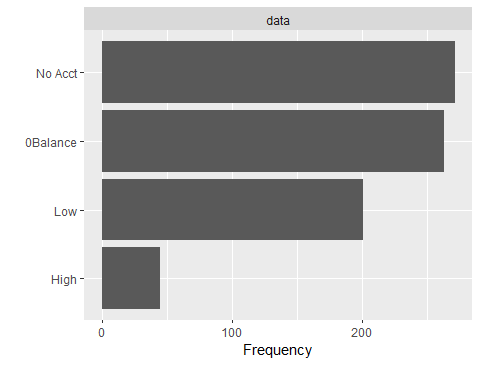 data
No Acct
0Balance
Low
High
0
100
200
Frequency